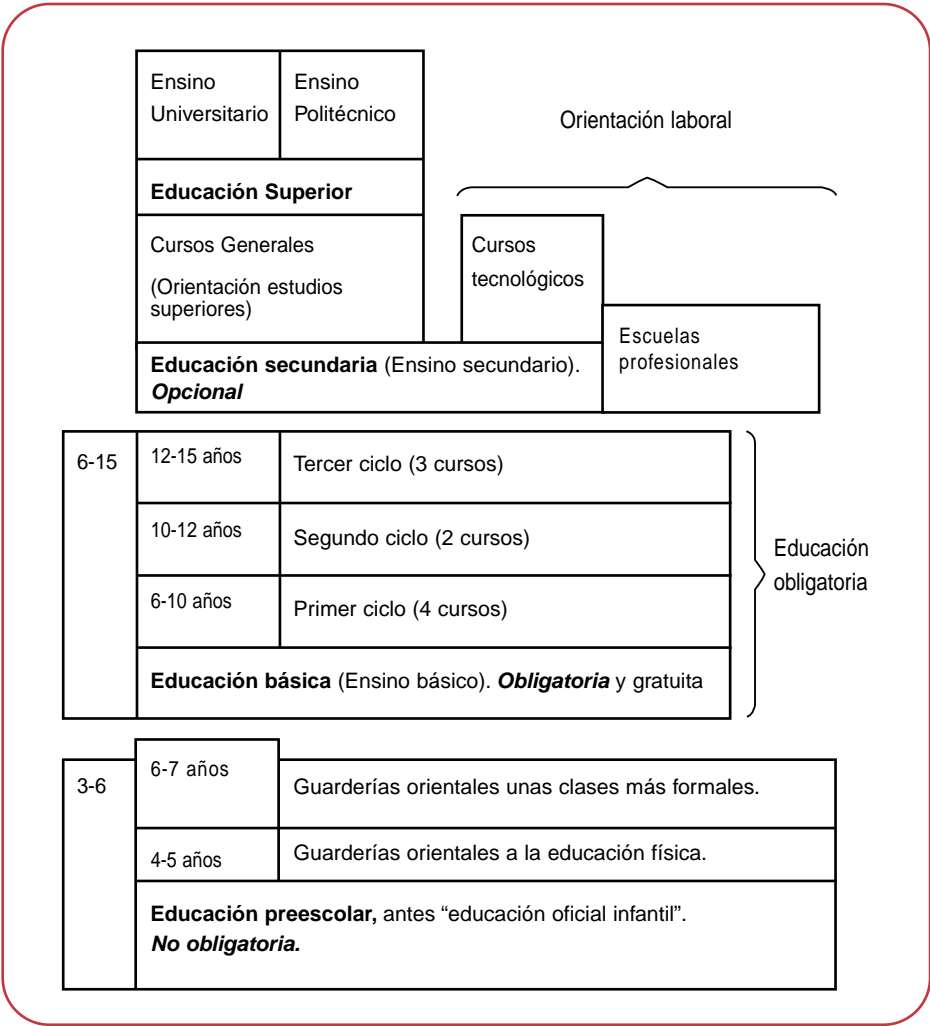 Ensino
Universitario
Ensino
Politécnico
Orientación laboral
Educación Superior
Cursos Generales
(Orientación estudios
superiores)
Cursos
tecnológicos
Escuelas
profesionales
Educación secundaria (Ensino secundario).
Opcional
6-15
12-15 años
Tercer ciclo (3 cursos)
10-12 años
Segundo ciclo (2 cursos)
6-10 años
Primer ciclo (4 cursos)
Educación básica (Ensino básico). Obligatoria y gratuita
Educación
obligatoria
3-6
6-7 años
Guarderías orientales unas clases más formales.
4-5 años
Guarderías orientales a la educación física.
Educación preescolar, antes “educación oficial infantil”.
No obligatoria.